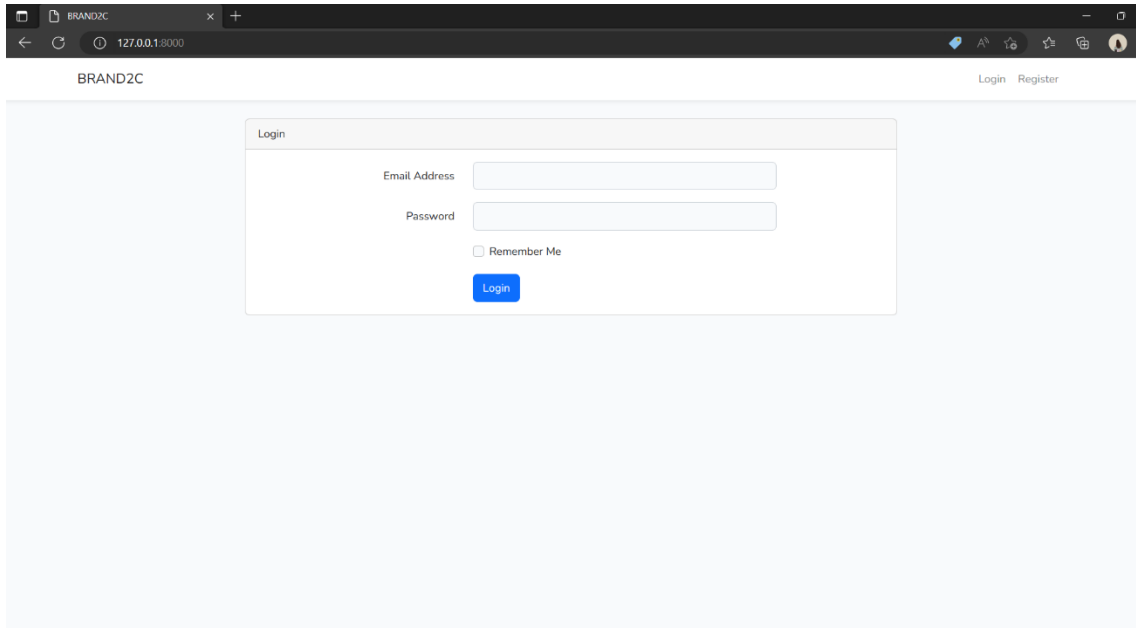 BRAND2C
127.0.0.1:8000
BRAND2C
Login Register
Login
Email Address
Password
Remember Me
Login